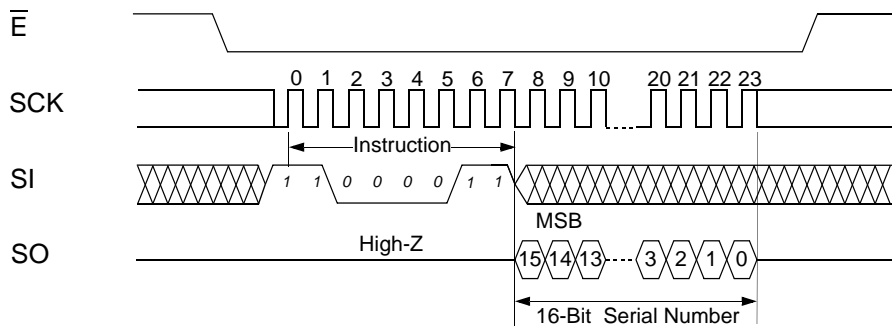 E
SCK 0 1 2 3 4 5 6 7 8 9 10 20 21 22 23
Instruction
SI 1 1 0 0 0 0 1 1
MSB
SO High-Z 15 14 13 3 2 1 0
16-Bit Serial Number